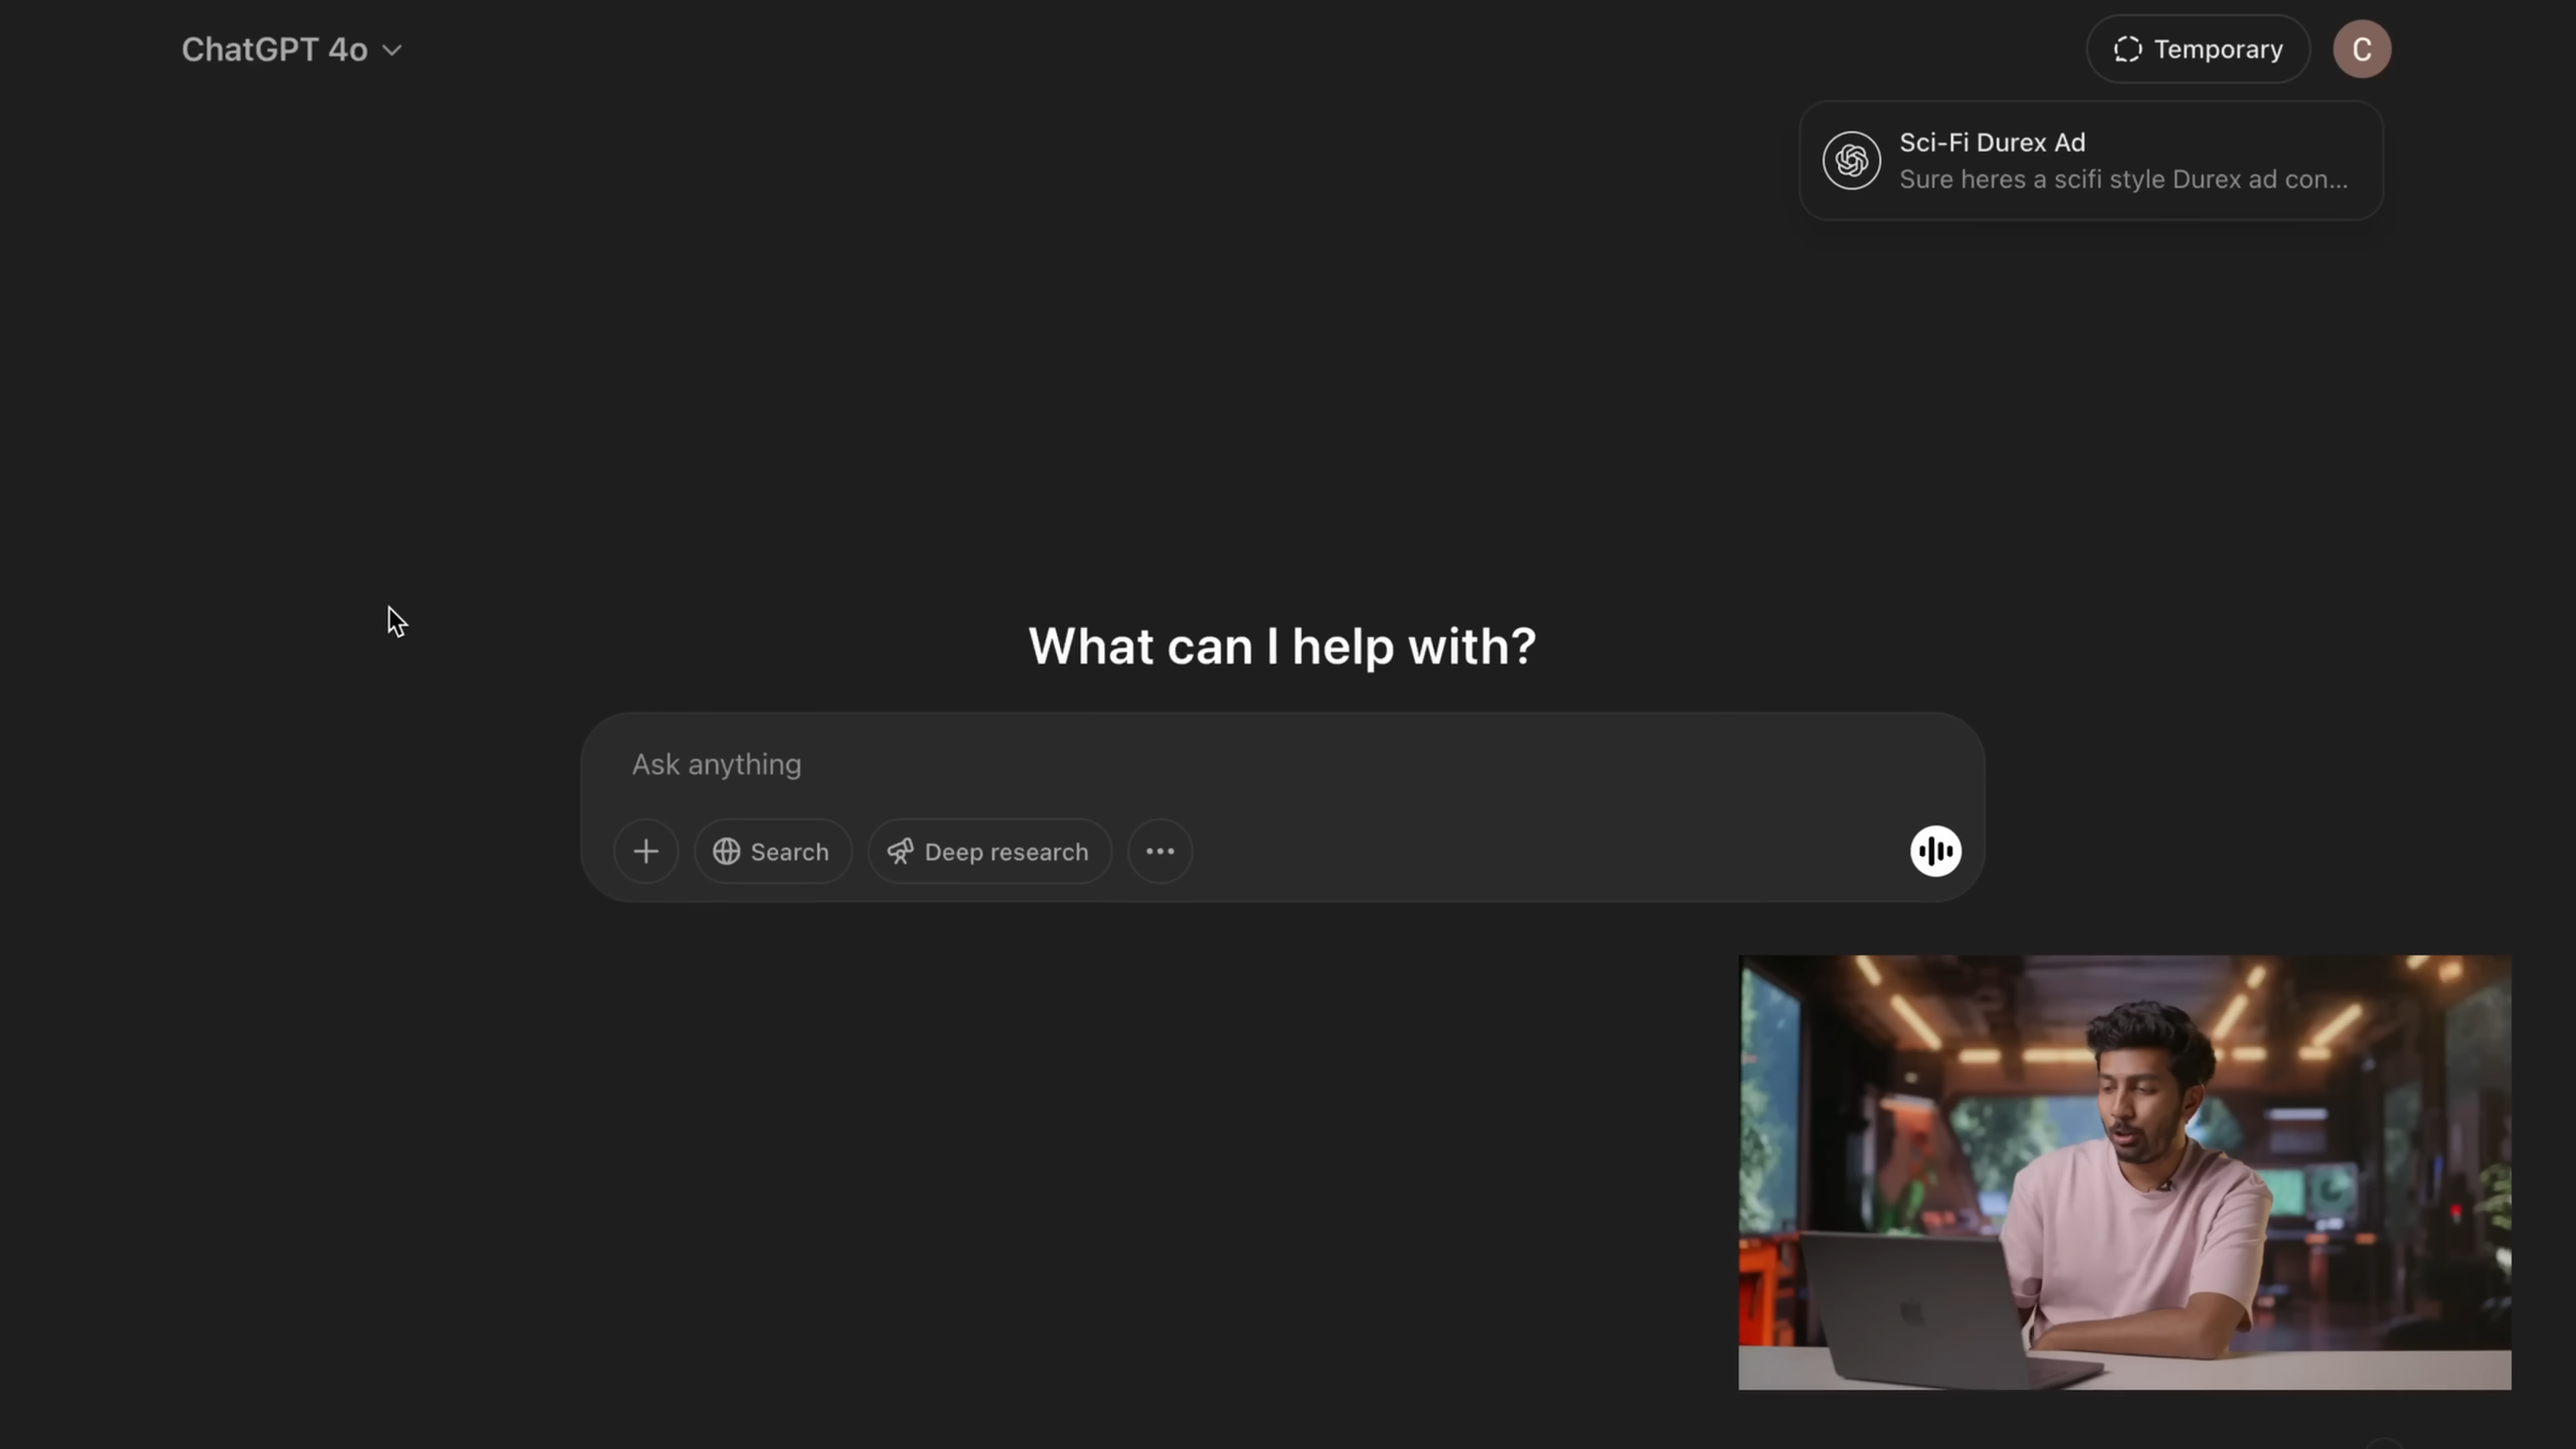 ChatGPT 4o
Temporary
C
Sci-Fi Durex Ad
Sure heres a scifi style Durex ad con...
What can I help with?
Ask anything
Search
Deep research